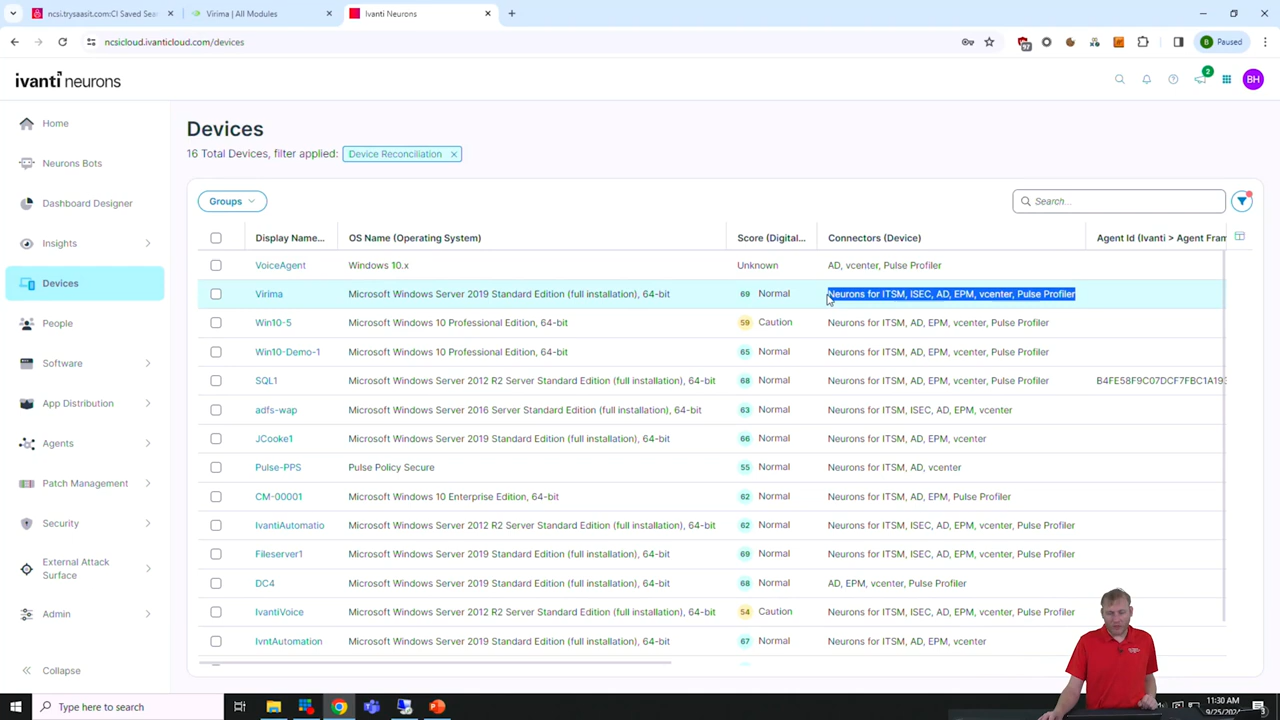 ncsi.trysaasit.com:CI Saved Sea
Virima | All Modules
Ivanti Neurons
ncsicloud.ivanticloud.com/devices
97
B Paused
ivanti neurons
2
BH
Home
Neurons Bots
Dashboard Designer
Insights
Devices
People
Software
App Distribution
Agents
Patch Management
Security
External Attack
Surface
Admin
Collapse
Devices
16 Total Devices, filter applied: Device Reconciliation
Groups
Search...
Display Name... OS Name (Operating System) Score (Digital... Connectors (Device) Agent Id (Ivanti > Agent Fram
VoiceAgent Windows 10.x Unknown AD, vcenter, Pulse Profiler
Virima Microsoft Windows Server 2019 Standard Edition (full installation), 64-bit 69 Normal Neurons for ITSM, ISEC, AD, EPM, vcenter, Pulse Profiler
Win10-5 Microsoft Windows 10 Professional Edition, 64-bit 59 Caution Neurons for ITSM, AD, EPM, vcenter, Pulse Profiler
Win10-Demo-1 Microsoft Windows 10 Professional Edition, 64-bit 65 Normal Neurons for ITSM, AD, EPM, vcenter, Pulse Profiler
SQL1 Microsoft Windows Server 2012 R2 Server Standard Edition (full installation), 64-bit 68 Normal Neurons for ITSM, AD, EPM, vcenter, Pulse Profiler B4FE58F9C07DCF7FBC1A193
adfs-wap Microsoft Windows Server 2016 Server Standard Edition (full installation), 64-bit 63 Normal Neurons for ITSM, ISEC, AD, EPM, vcenter
JCooke1 Microsoft Windows Server 2019 Standard Edition (full installation), 64-bit 66 Normal Neurons for ITSM, AD, EPM, vcenter
Pulse-PPS Pulse Policy Secure 55 Normal Neurons for ITSM, AD, vcenter
CM-00001 Microsoft Windows 10 Enterprise Edition, 64-bit 62 Normal Neurons for ITSM, AD, EPM, Pulse Profiler
IvantiAutomatio Microsoft Windows Server 2012 R2 Server Standard Edition (full installation), 64-bit 62 Normal Neurons for ITSM, ISEC, AD, EPM, vcenter, Pulse Profiler
Fileserver1 Microsoft Windows Server 2019 Standard Edition (full installation), 64-bit 69 Normal Neurons for ITSM, ISEC, AD, EPM, vcenter, Pulse Profiler
DC4 Microsoft Windows Server 2019 Standard Edition (full installation), 64-bit 68 Normal AD, EPM, vcenter, Pulse Profiler
IvantiVoice Microsoft Windows Server 2012 R2 Server Standard Edition (full installation), 64-bit 54 Caution Neurons for ITSM, ISEC, AD, EPM, vcenter, Pulse Profiler
IvntAutomation Microsoft Windows Server 2019 Standard Edition (full installation), 64-bit 67 Normal Neurons for ITSM, AD, EPM, vcenter
Type here to search
11:30 AM